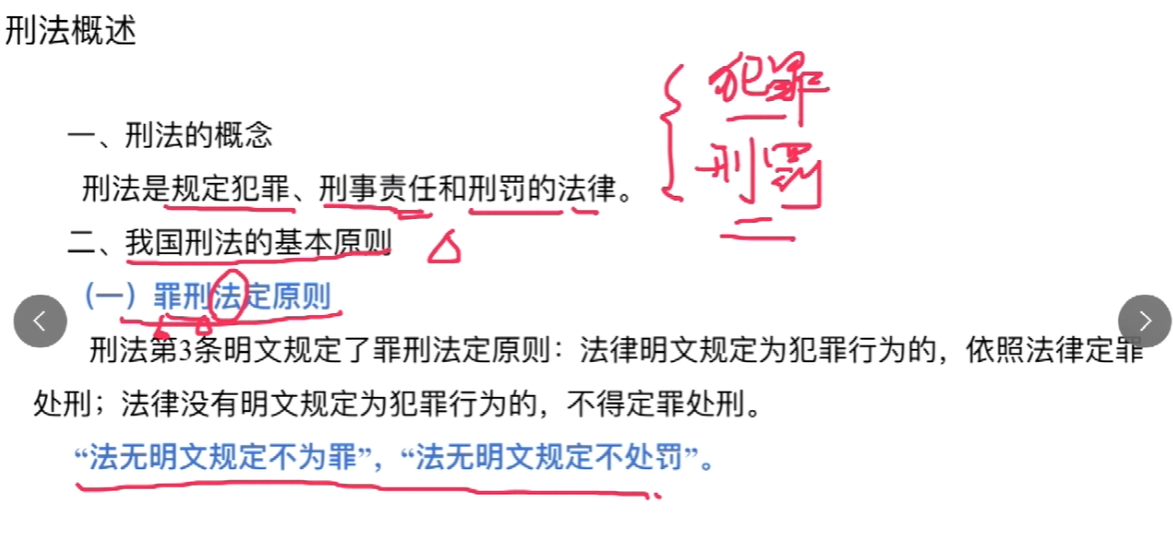 刑法概述
犯罪
一、刑法的概念
刑罚
刑法是规定犯罪、刑事责任和刑罚的法律。
二、我国刑法的基本原则
（一）罪刑法定原则
刑法第3条明文规定了罪刑法定原则：法律明文规定为犯罪行为的，依照法律定罪
处刑；法律没有明文规定为犯罪行为的，不得定罪处刑。
“法无明文规定不为罪”，“法无明文规定不处罚”。